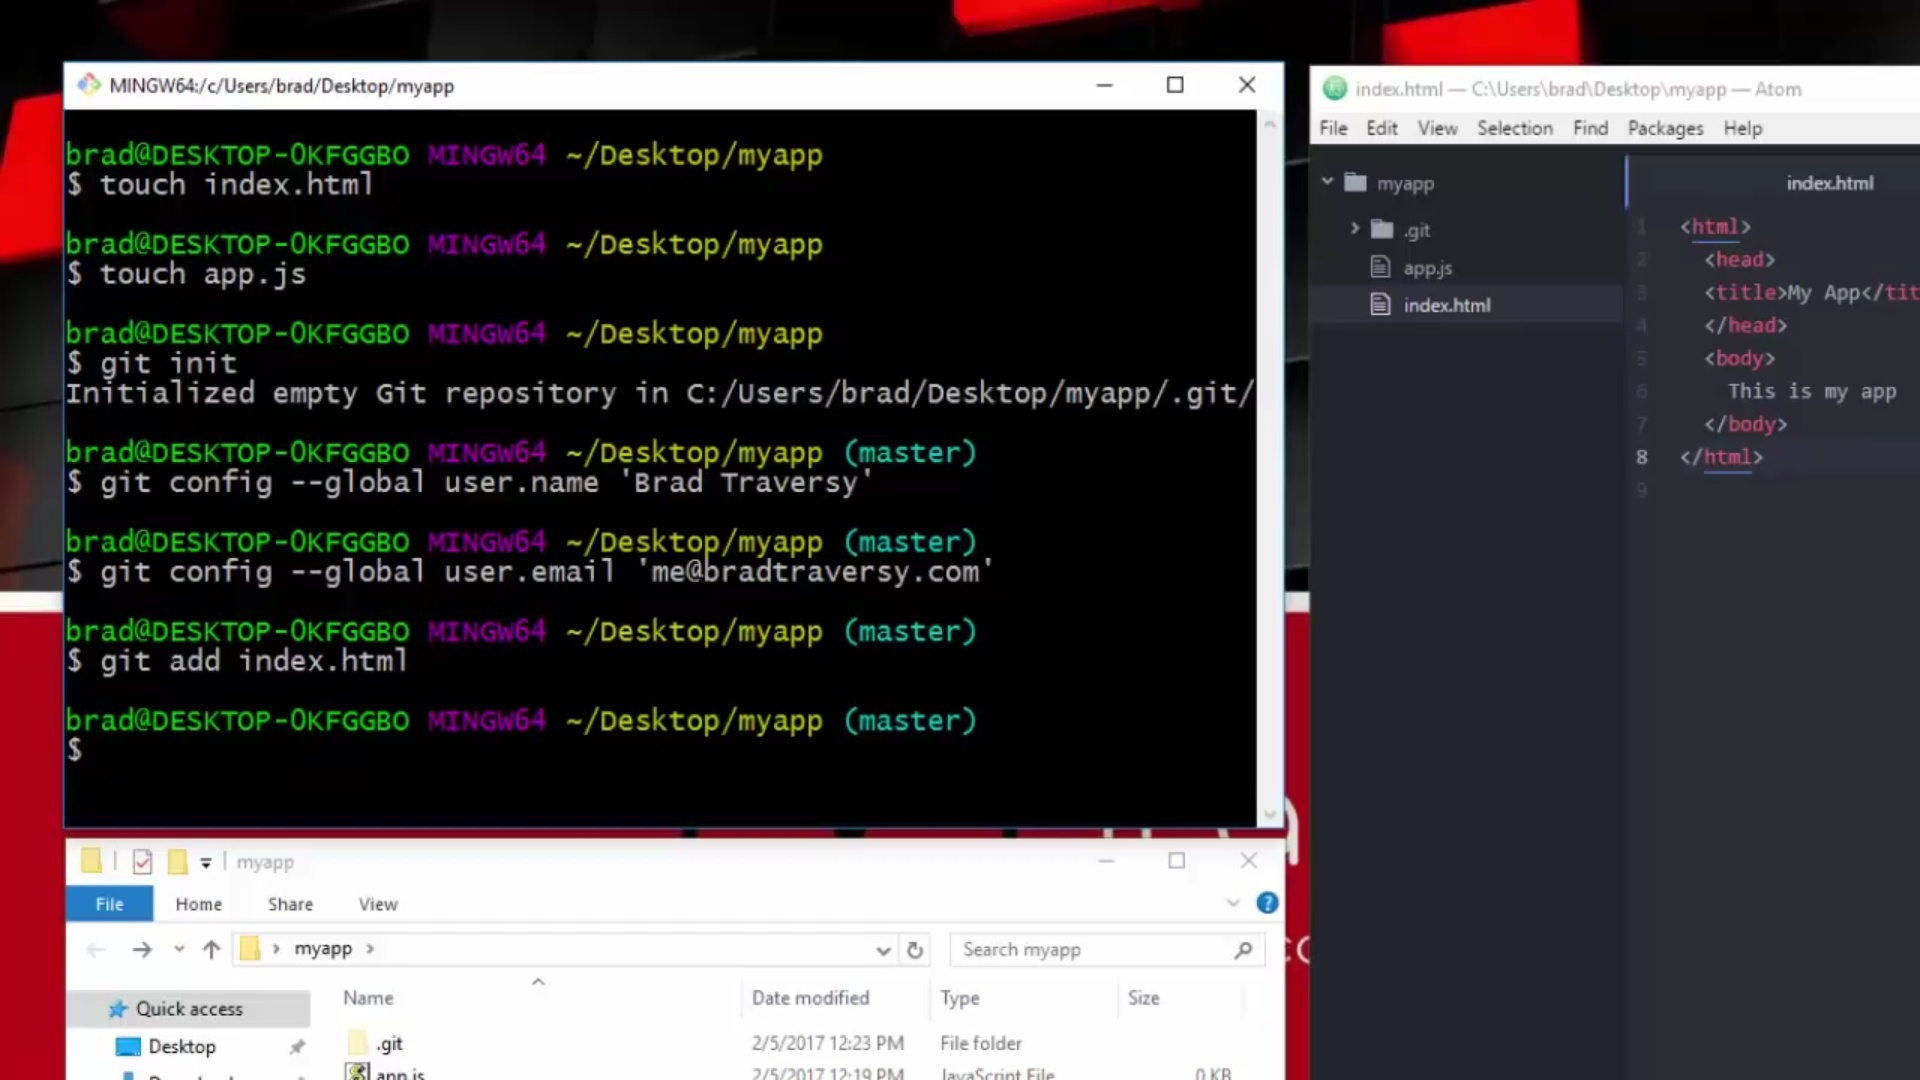 MINGW64:/c/Users/brad/Desktop/myapp
brad@DESKTOP-0KFGGBO MINGW64 ~/Desktop/myapp
$ touch index.html
brad@DESKTOP-0KFGGBO MINGW64 ~/Desktop/myapp
$ touch app.js
brad@DESKTOP-0KFGGBO MINGW64 ~/Desktop/myapp
$ git init
Initialized empty Git repository in C:/Users/brad/Desktop/myapp/.git/
brad@DESKTOP-0KFGGBO MINGW64 ~/Desktop/myapp (master)
$ git config --global user.name 'Brad Traversy'
brad@DESKTOP-0KFGGBO MINGW64 ~/Desktop/myapp (master)
$ git config --global user.email 'me@bradtraversy.com'
brad@DESKTOP-0KFGGBO MINGW64 ~/Desktop/myapp (master)
$ git add index.html
brad@DESKTOP-0KFGGBO MINGW64 ~/Desktop/myapp (master)
$
index.html — C:\Users\brad\Desktop\myapp — Atom
File Edit View Selection Find Packages Help
myapp
.git
app.js
index.html
index.html
1 <html>
2 <head>
3 <title>My App</tit
4 </head>
5 <body>
6 This is my app
7 </body>
8 </html>
9
myapp
File Home Share View
myapp
Search myapp
Name Date modified Type Size
Quick access
Desktop
.git 2/5/2017 12:23 PM File folder
app.js 2/5/2017 12:19 PM JavaScript File 0 KB